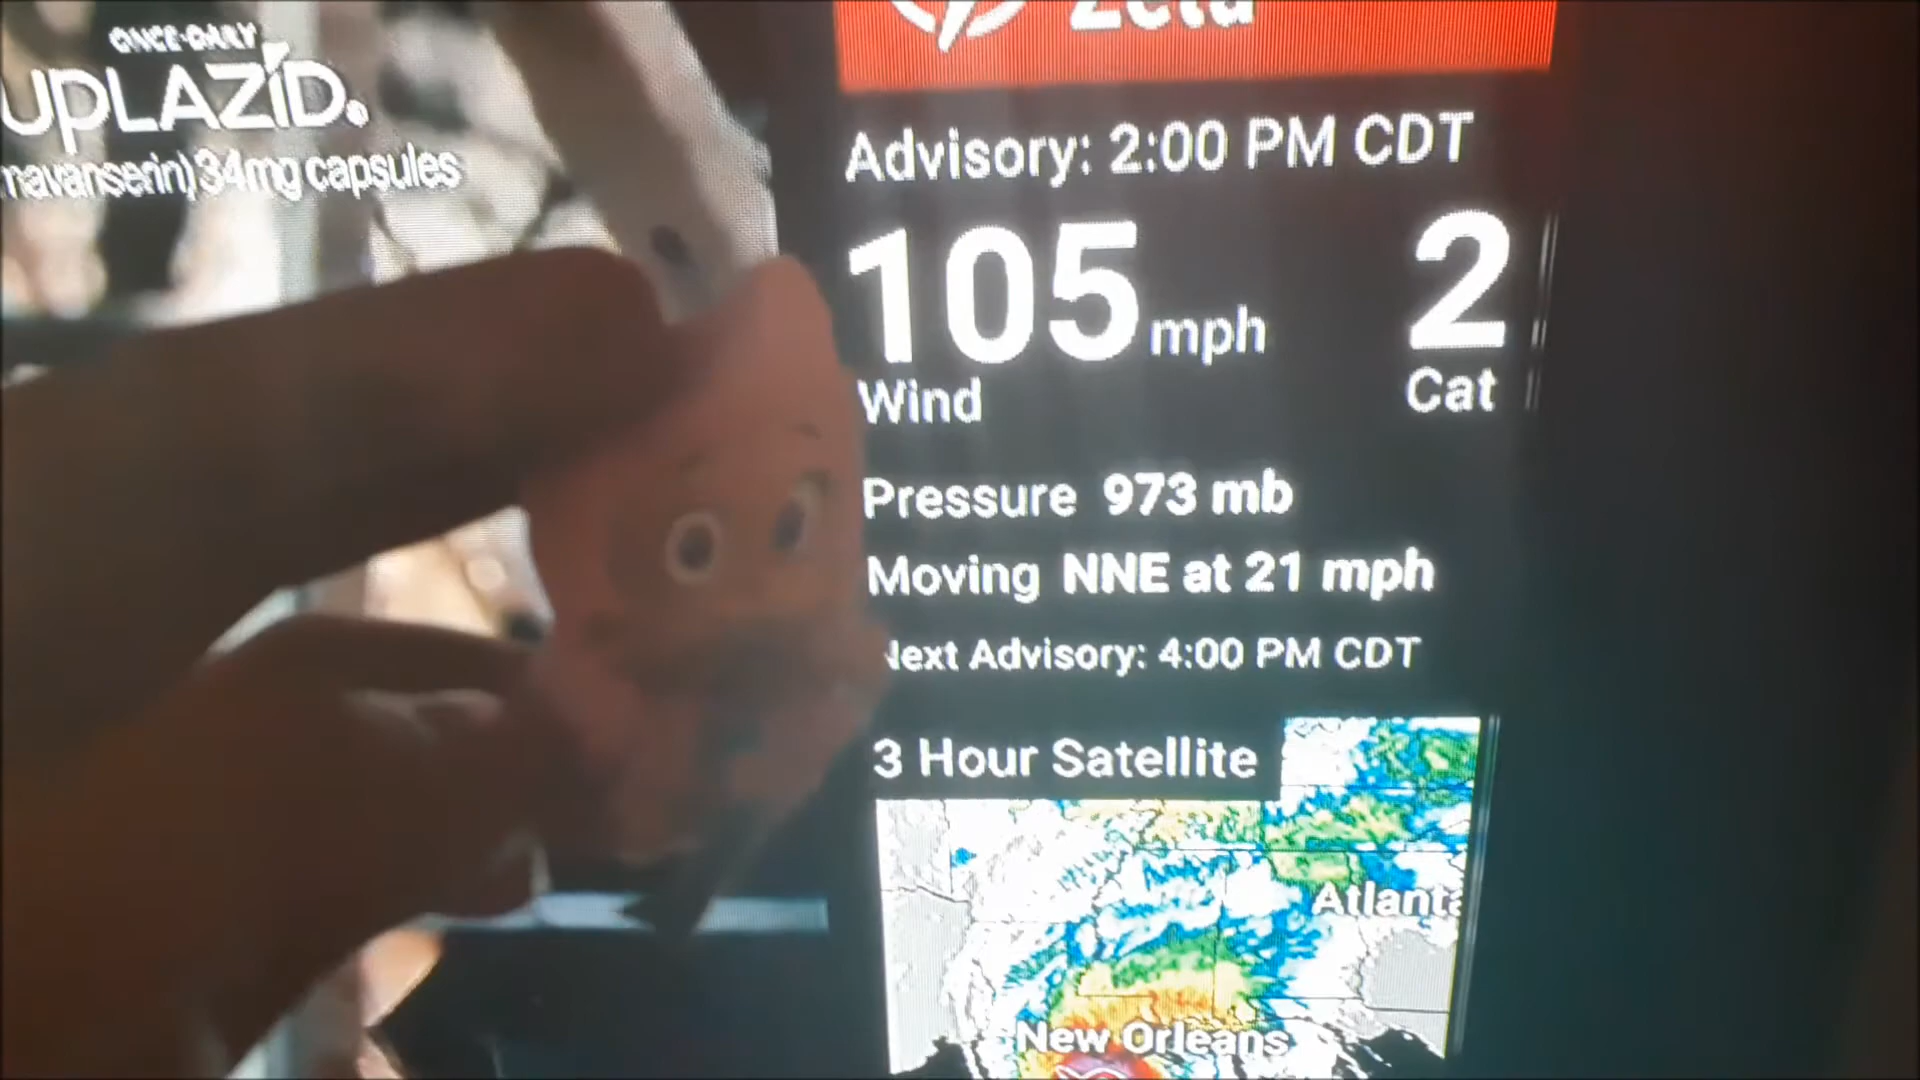 ONCE-DAILY
UPLAZID®
navanserin) 34mg capsules
Zeta
Advisory: 2:00 PM CDT
105 mph
2
Wind
Cat
Pressure 973 mb
Moving NNE at 21 mph
Next Advisory: 4:00 PM CDT
3 Hour Satellite
Atlanta
New Orleans